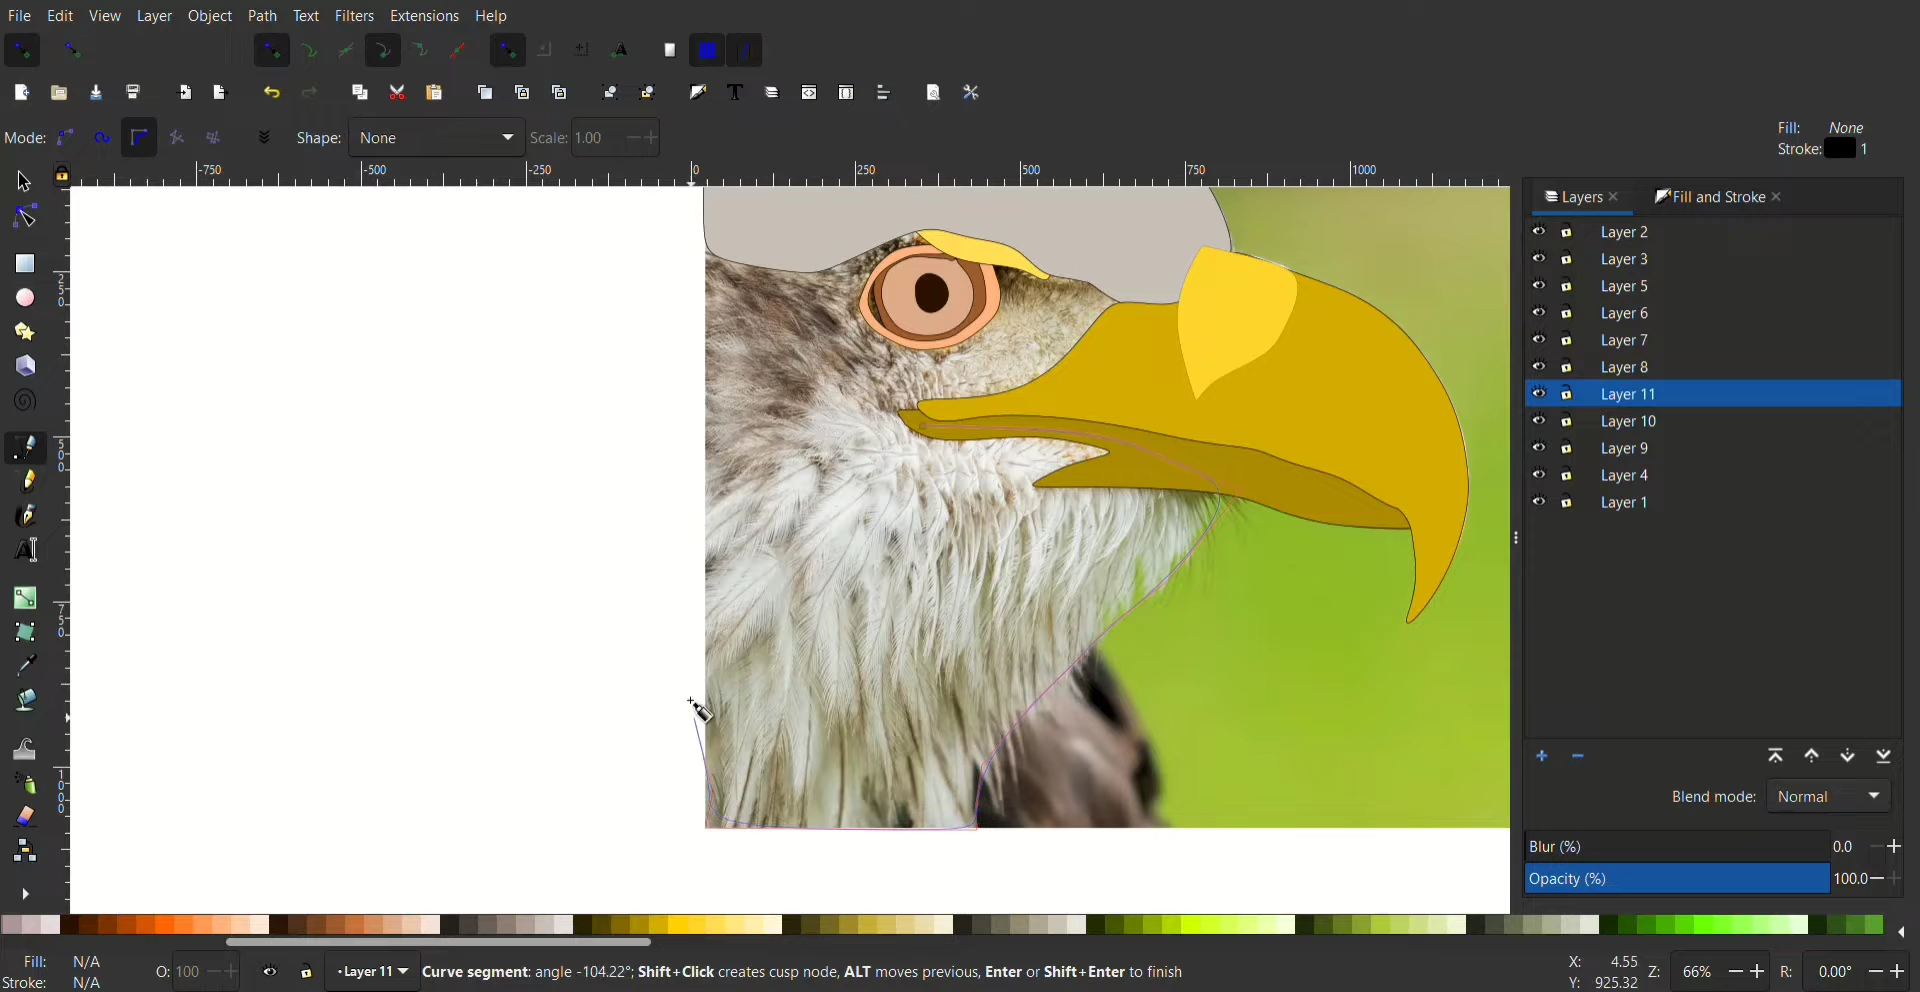 File Edit View Layer Object Path Text Filters Extensions Help
Mode: Shape: None Scale: 1.00
Fill: None
Stroke: 1
-750 -500 -250 0 250 500 750 1000
250
500
750
1000
Layers Fill and Stroke
Layer 2
Layer 3
Layer 5
Layer 6
Layer 7
Layer 8
Layer 11
Layer 10
Layer 9
Layer 4
Layer 1
Blend mode: Normal
Blur (%) 0.0
Opacity (%) 100.0
Fill: N/A
Stroke: N/A
O: 100
•Layer 11
Curve segment: angle -104.22°; Shift+Click creates cusp node, ALT moves previous, Enter or Shift+Enter to finish
X: 4.55
Y: 925.32
Z: 66% R: 0.00°